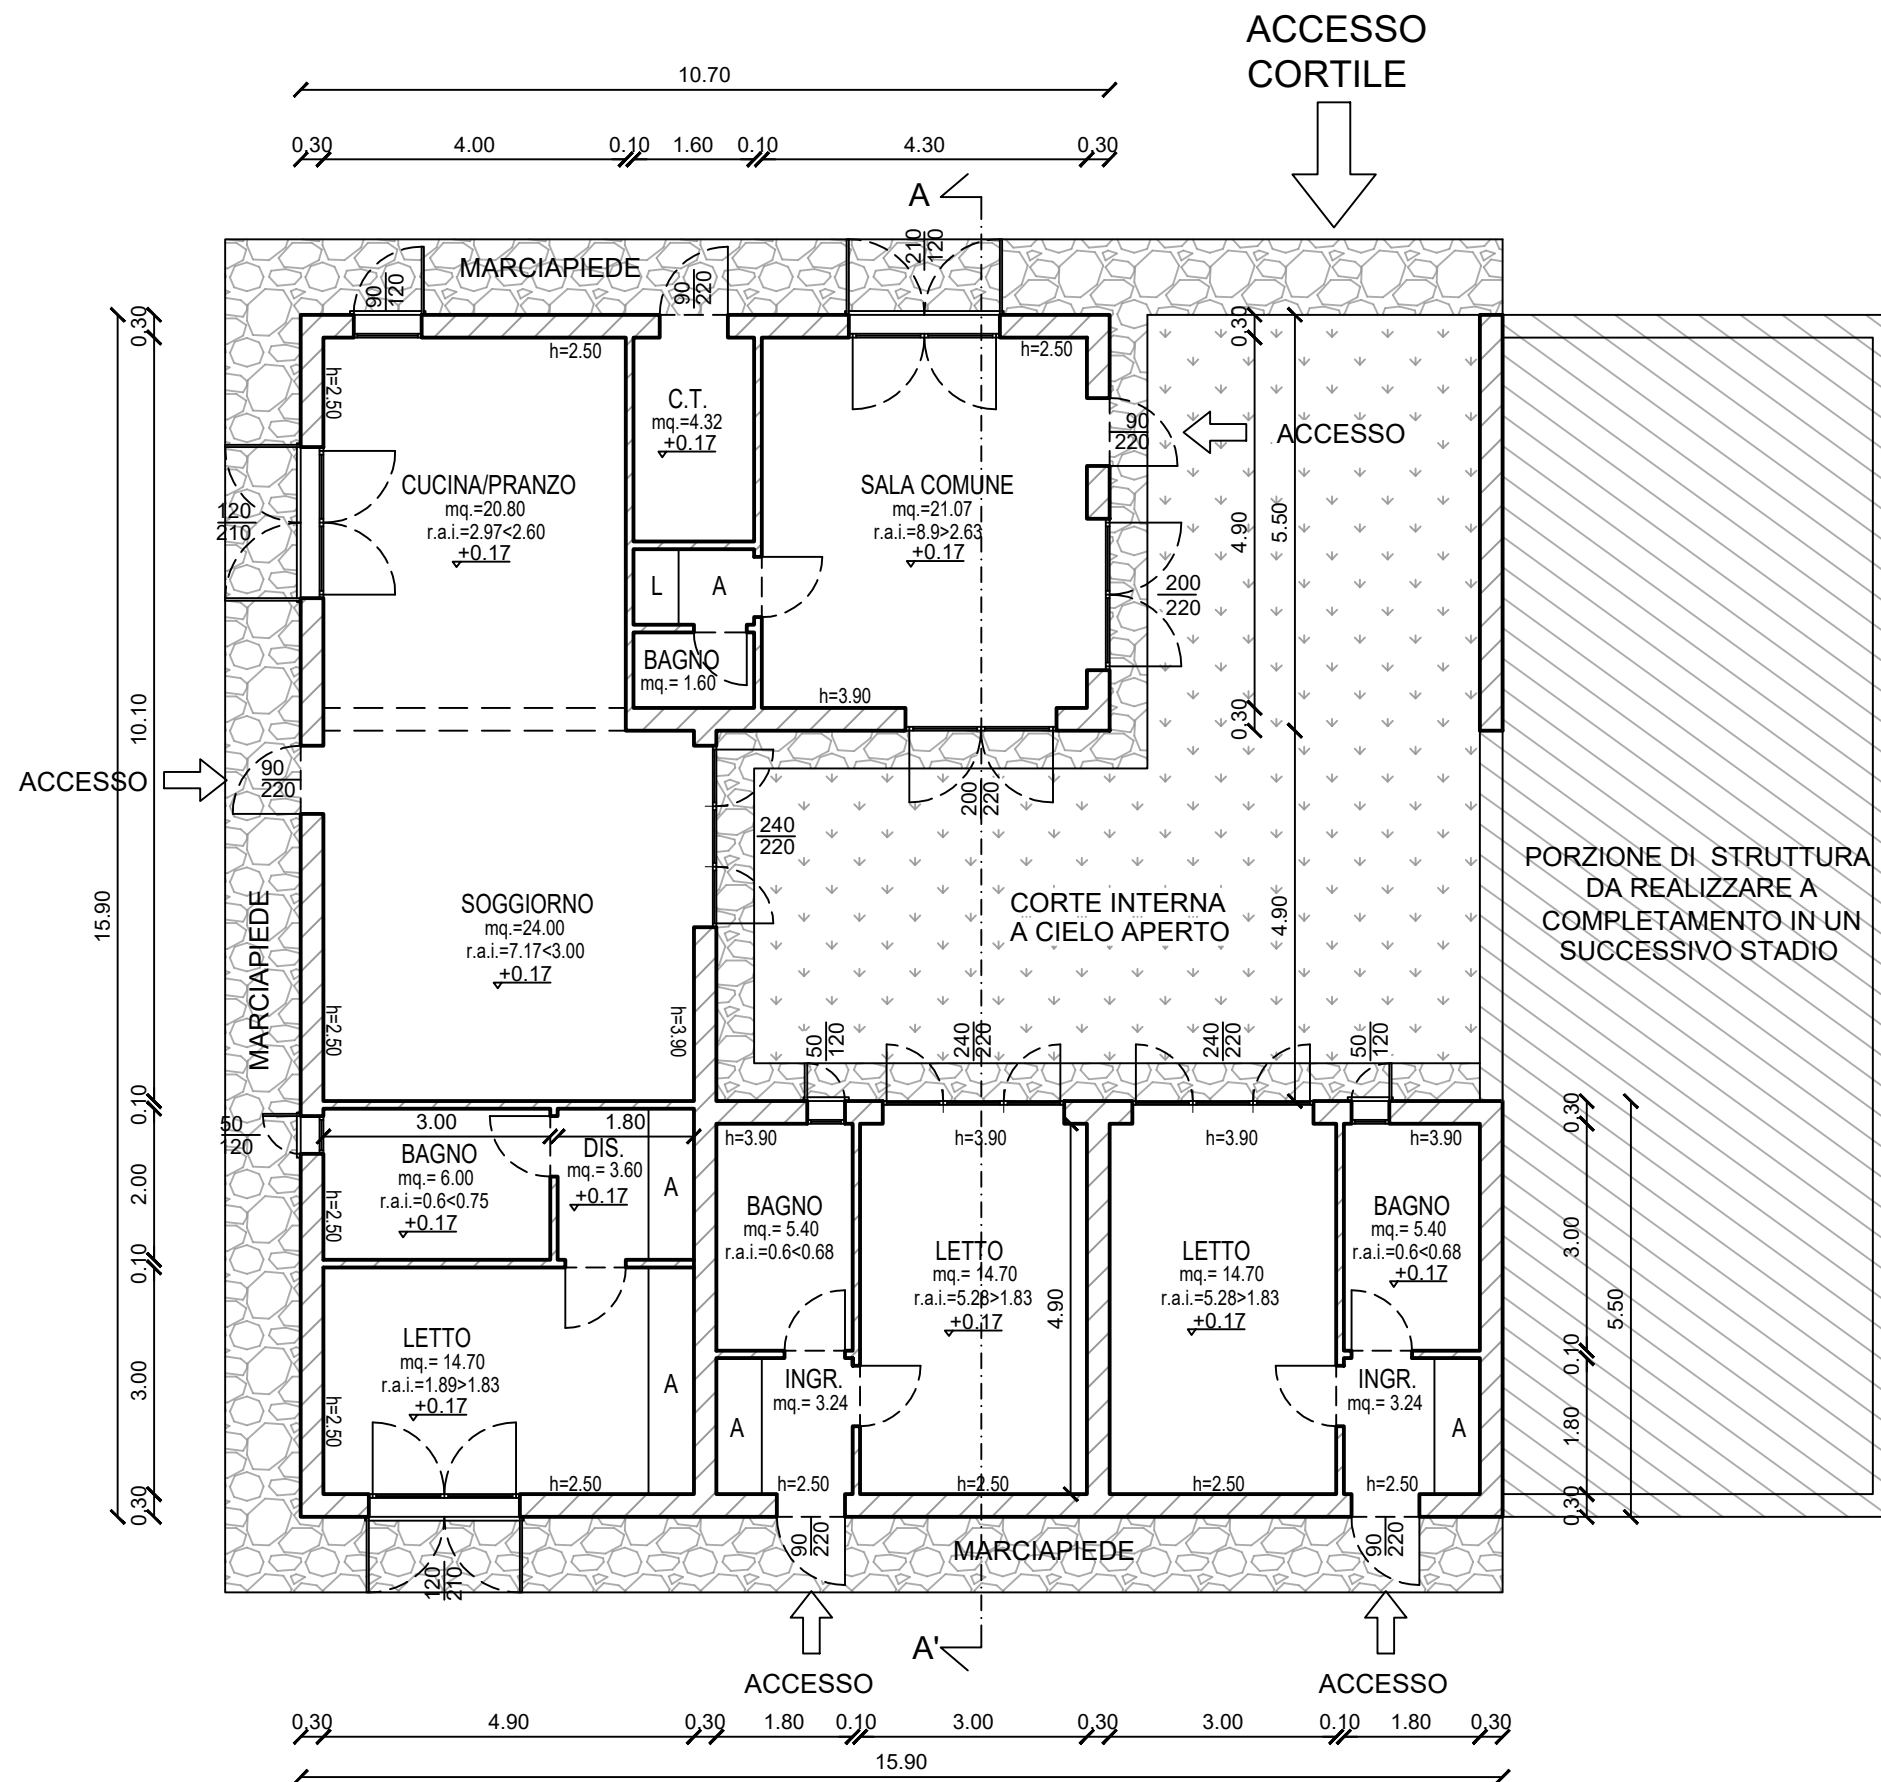 ACCESSO
CORTILE
10.70
0.30
4.00
0.10
1.60
0.10
4.30
0.30
A
MARCIAPIEDE
90
120
90
220
210
120
0.30
h=2.50
h=2.50
h=2.50
C.T.
mq.=4.32
+0.17
90
220
ACCESSO
0.30
CUCINA/PRANZO
mq.=20.80
r.a.i.=2.97<2.60
+0.17
SALA COMUNE
mq.=21.07
r.a.i.=8.9>2.63
+0.17
120
210
4.90
5.50
L
A
200
220
BAGNO
mq.= 1.60
h=3.90
0.30
10.10
ACCESSO
90
220
200
220
240
220
15.90
MARCIAPIEDE
SOGGIORNO
mq.=24.00
r.a.i.=7.17<3.00
+0.17
CORTE INTERNA
A CIELO APERTO
4.90
PORZIONE DI STRUTTURA
DA REALIZZARE A
COMPLETAMENTO IN UN
SUCCESSIVO STADIO
h=2.50
h=3.90
50
120
240
220
240
220
50
120
0.10
50
120
3.00
1.80
BAGNO
mq.= 6.00
r.a.i.=0.6<0.75
+0.17
DIS.
mq.= 3.60
+0.17
A
h=3.90
h=3.90
h=3.90
h=3.90
0.30
2.00
h=2.50
BAGNO
mq.= 5.40
r.a.i.=0.6<0.68
LETTO
mq.= 14.70
r.a.i.=5.28>1.83
+0.17
4.90
LETTO
mq.= 14.70
r.a.i.=5.28>1.83
+0.17
BAGNO
mq.= 5.40
r.a.i.=0.6<0.68
+0.17
3.00
5.50
0.10
LETTO
mq.= 14.70
r.a.i.=1.89>1.83
+0.17
A
3.00
h=2.50
h=2.50
INGR.
mq.= 3.24
A
h=2.50
h=2.50
h=2.50
INGR.
mq.= 3.24
A
h=2.50
0.10
1.80
0.30
0.30
120
210
90
220
MARCIAPIEDE
90
220
A'
ACCESSO
ACCESSO
0.30
4.90
0.30
1.80
0.10
3.00
0.30
3.00
0.10
1.80
0.30
15.90